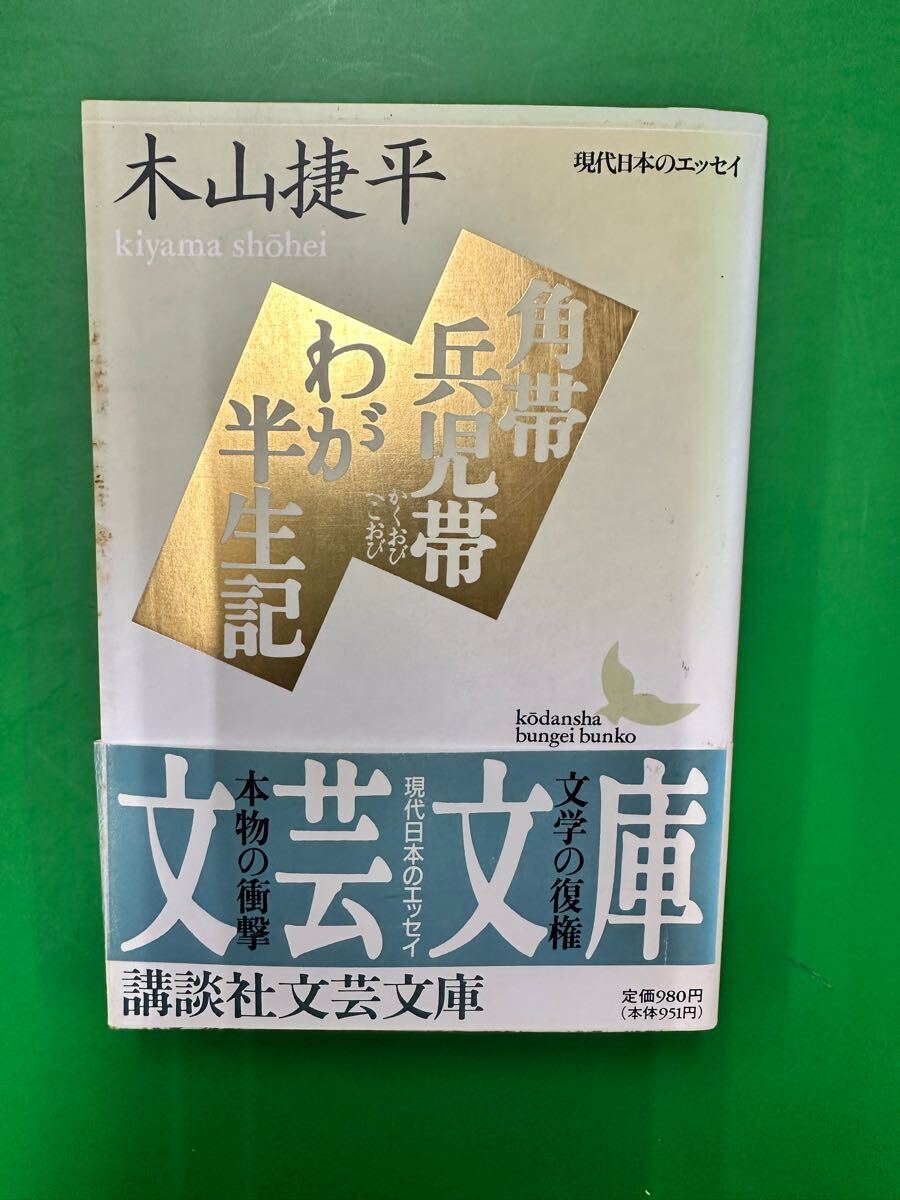 木山捷平
kiyama shōhei
現代日本のエッセイ
角帯
兵児帯
かくおび
へこおび
わが
半生記
kōdansha
bungei bunko
文芸文庫
文学の復権
現代日本のエッセイ
本物の衝撃
講談社文芸文庫
定価980円
（本体951円）